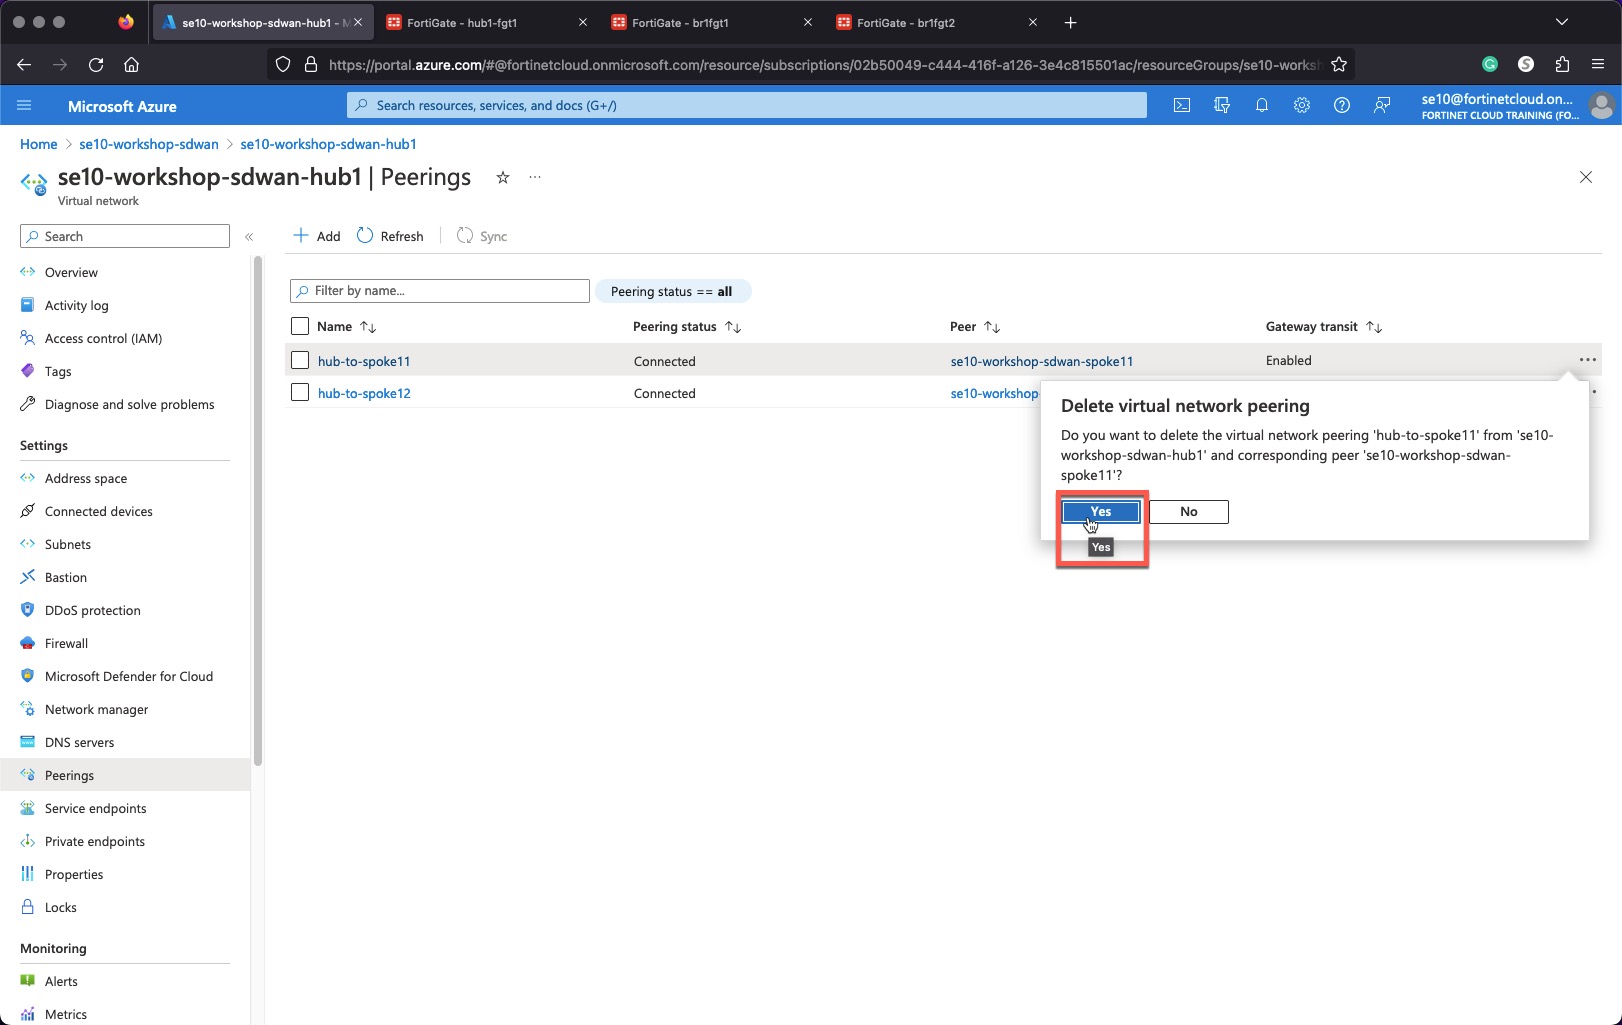 se10-workshop-sdwan-hub1 - M
FortiGate - hub1-fgt1
FortiGate - br1fgt1
FortiGate - br1fgt2
https://portal.azure.com/#@fortinetcloud.onmicrosoft.com/resource/subscriptions/02b50049-c444-416f-a126-3e4c815501ac/resourceGroups/se10-worksh
Microsoft Azure
Search resources, services, and docs (G+/)
se10@fortinetcloud.on...
FORTINET CLOUD TRAINING (FO...
Home > se10-workshop-sdwan > se10-workshop-sdwan-hub1
se10-workshop-sdwan-hub1 | Peerings
Virtual network
Search
Add
Refresh
Sync
Overview
Activity log
Access control (IAM)
Tags
Diagnose and solve problems
Settings
Address space
Connected devices
Subnets
Bastion
DDoS protection
Firewall
Microsoft Defender for Cloud
Network manager
DNS servers
Peerings
Service endpoints
Private endpoints
Properties
Locks
Monitoring
Alerts
Metrics
Filter by name...
Peering status == all
Name
Peering status
Peer
Gateway transit
hub-to-spoke11
Connected
se10-workshop-sdwan-spoke11
Enabled
hub-to-spoke12
Connected
se10-workshop-
Delete virtual network peering
Do you want to delete the virtual network peering 'hub-to-spoke11' from 'se10-
workshop-sdwan-hub1' and corresponding peer 'se10-workshop-sdwan-
spoke11'?
Yes
No
Yes